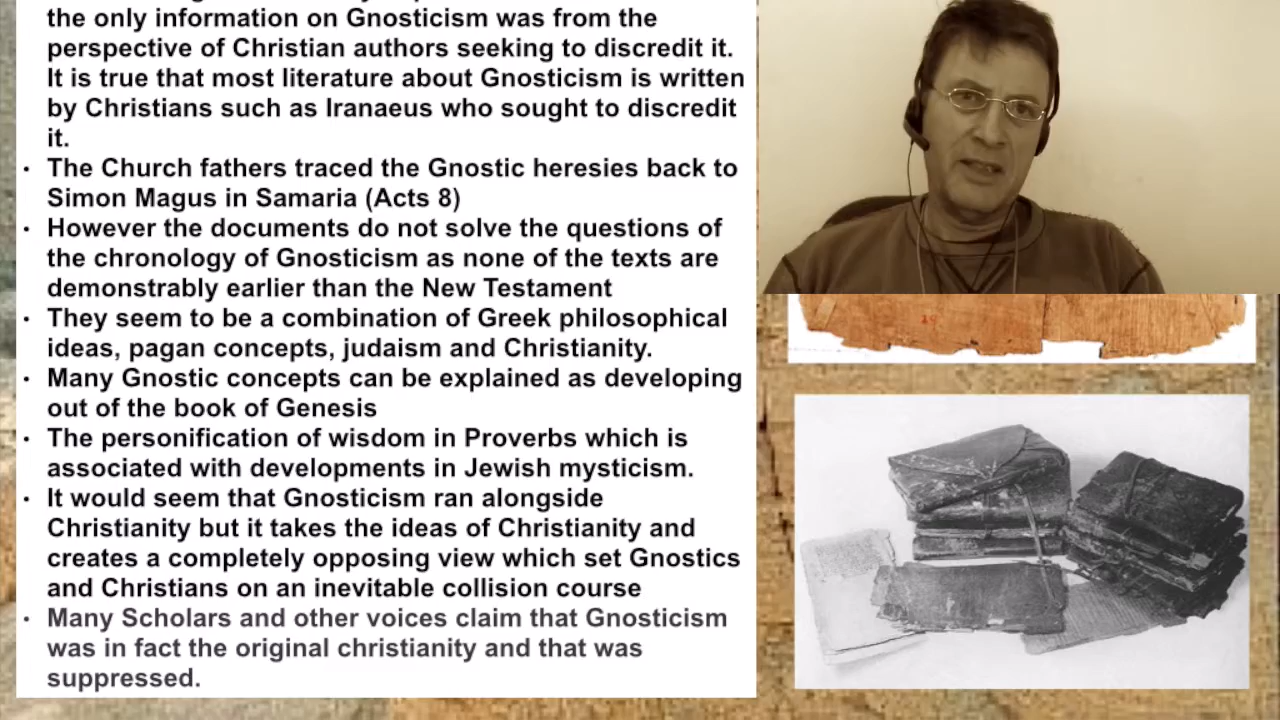 the only information on Gnosticism was from the
perspective of Christian authors seeking to discredit it.
It is true that most literature about Gnosticism is written
by Christians such as Iranaeus who sought to discredit
it.
· The Church fathers traced the Gnostic heresies back to
Simon Magus in Samaria (Acts 8)
· However the documents do not solve the questions of
the chronology of Gnosticism as none of the texts are
demonstrably earlier than the New Testament
· They seem to be a combination of Greek philosophical
ideas, pagan concepts, judaism and Christianity.
· Many Gnostic concepts can be explained as developing
out of the book of Genesis
· The personification of wisdom in Proverbs which is
associated with developments in Jewish mysticism.
· It would seem that Gnosticism ran alongside
Christianity but it takes the ideas of Christianity and
creates a completely opposing view which set Gnostics
and Christians on an inevitable collision course
· Many Scholars and other voices claim that Gnosticism
was in fact the original christianity and that was
suppressed.